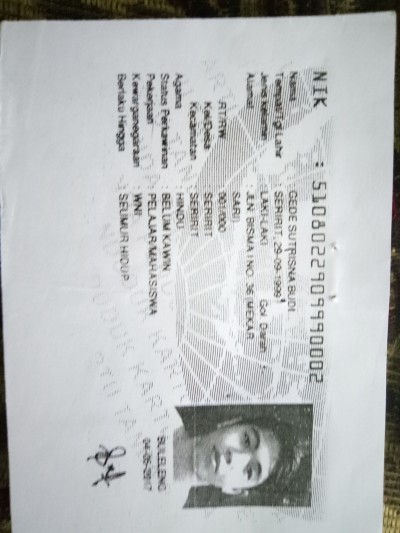 NIK : 5108022909990002
Nama : GEDE SUTRISNA BUDI
Tempat/Tgl Lahir : SERIRIT, 29-09-1999
Jenis Kelamin : LAKI-LAKI Gol. Darah :
Alamat : JLN. BISMA I NO. 36 MEKAR
SARI
RT/RW : 001/000
Kel/Desa : SERIRIT
Kecamatan : SERIRIT
Agama : HINDU
Status Perkawinan : BELUM KAWIN
Pekerjaan : PELAJAR/MAHASISWA
Kewarganegaraan : WNI
Berlaku Hingga : SEUMUR HIDUP
BULELENG
04-05-2017